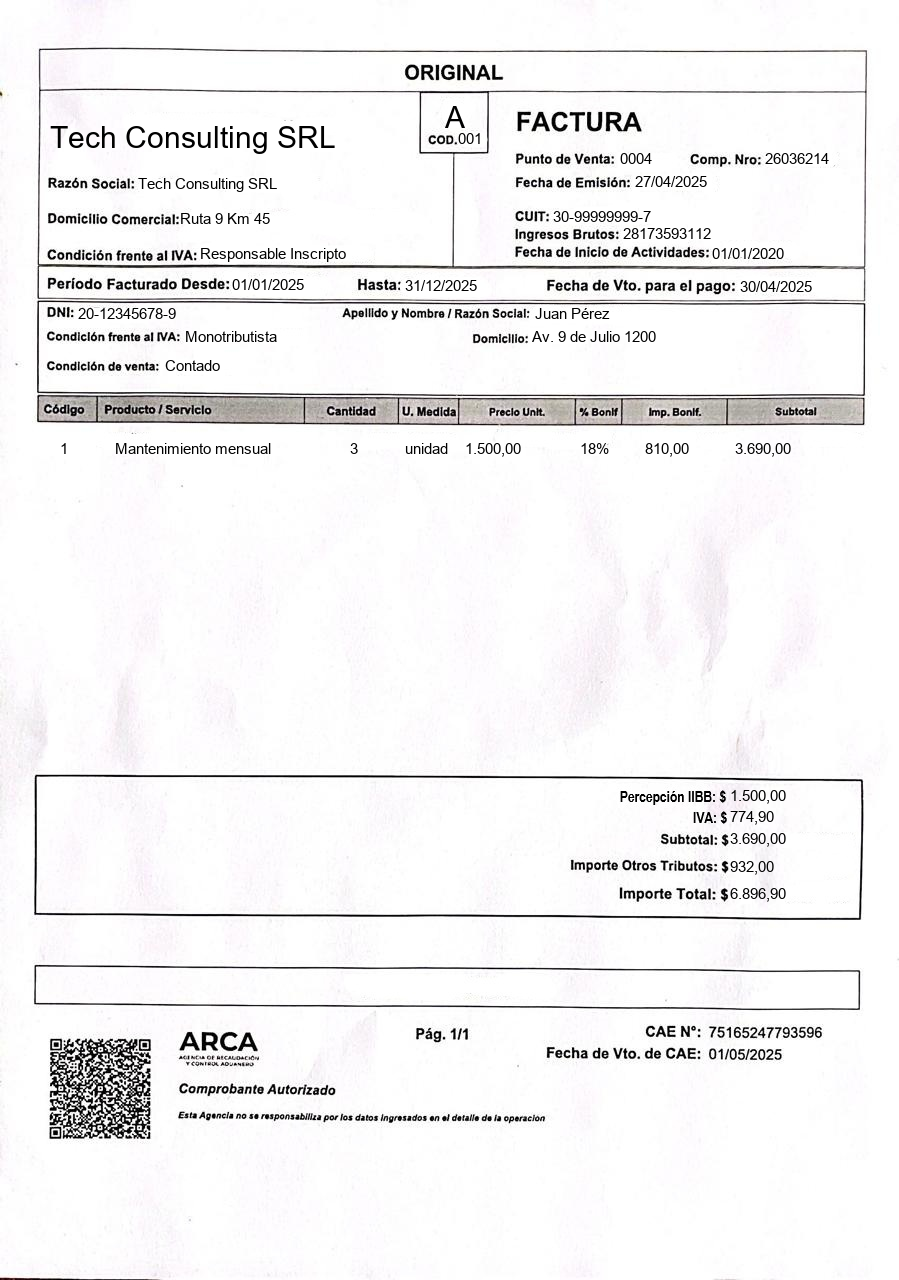 ORIGINAL
Tech Consulting SRL
A
COD.001
FACTURA
Punto de Venta: 0004 Comp. Nro: 26036214
Razón Social: Tech Consulting SRL
Fecha de Emisión: 27/04/2025
Domicilio Comercial:Ruta 9 Km 45
CUIT: 30-99999999-7
Ingresos Brutos: 28173593112
Condición frente al IVA: Responsable Inscripto
Fecha de Inicio de Actividades: 01/01/2020
Período Facturado Desde: 01/01/2025 Hasta: 31/12/2025 Fecha de Vto. para el pago: 30/04/2025
DNI: 20-12345678-9 Apellido y Nombre / Razón Social: Juan Pérez
Condición frente al IVA: Monotributista Domicilio: Av. 9 de Julio 1200
Condición de venta: Contado
Código Producto / Servicio Cantidad U. Medida Precio Unit. % Bonif Imp. Bonif. Subtotal
1 Mantenimiento mensual 3 unidad 1.500,00 18% 810,00 3.690,00
Percepción IIBB: $ 1.500,00
IVA: $ 774,90
Subtotal: $3.690,00
Importe Otros Tributos: $932,00
Importe Total: $6.896,90
ARCA
AGENCIA DE RECAUDACIÓN
Y CONTROL ADUANERO
Pág. 1/1
CAE N°: 75165247793596
Fecha de Vto. de CAE: 01/05/2025
Comprobante Autorizado
Esta Agencia no se responsabiliza por los datos ingresados en el detalle de la operación